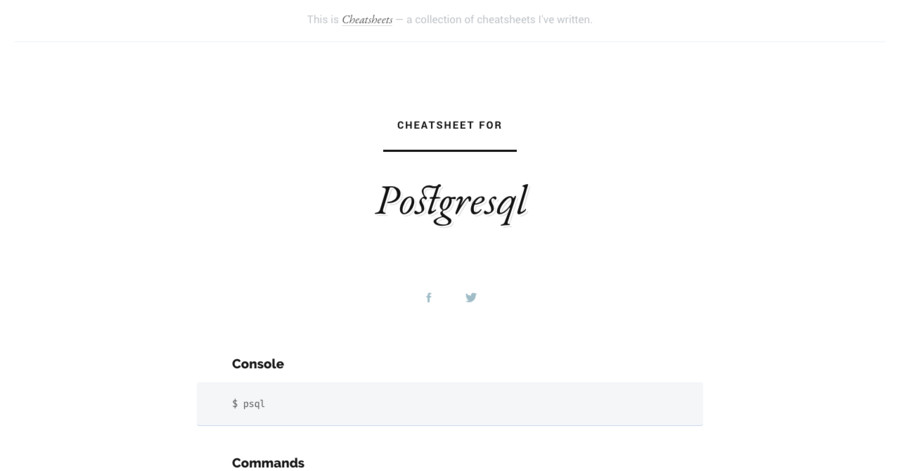 This is Cheatsheets — a collection of cheatsheets I've written.
CHEATSHEET FOR
Postgresql
Console
$ psql
Commands